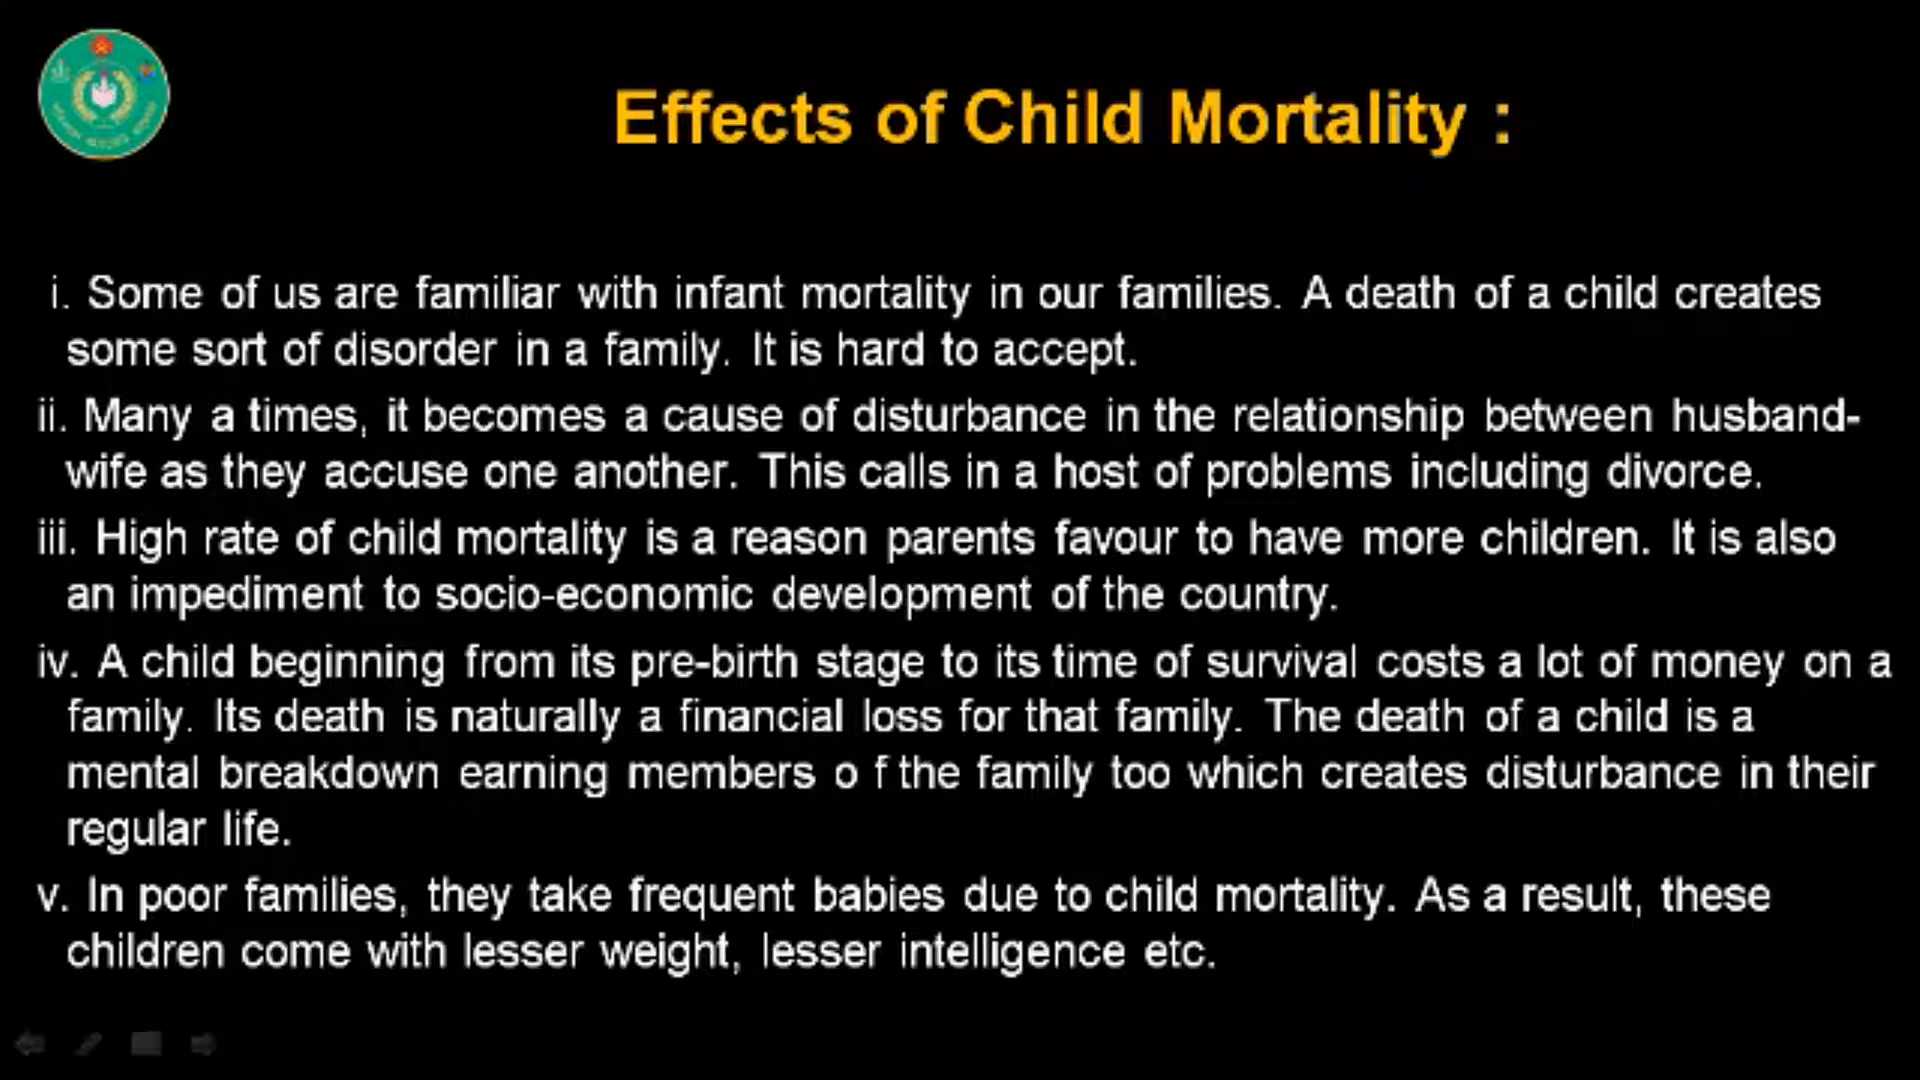 Effects of Child Mortality :
i. Some of us are familiar with infant mortality in our families. A death of a child creates
some sort of disorder in a family. It is hard to accept.
ii. Many a times, it becomes a cause of disturbance in the relationship between husband-
wife as they accuse one another. This calls in a host of problems including divorce.
iii. High rate of child mortality is a reason parents favour to have more children. It is also
an impediment to socio-economic development of the country.
iv. A child beginning from its pre-birth stage to its time of survival costs a lot of money on a
family. Its death is naturally a financial loss for that family. The death of a child is a
mental breakdown earning members o f the family too which creates disturbance in their
regular life.
v. In poor families, they take frequent babies due to child mortality. As a result, these
children come with lesser weight, lesser intelligence etc.